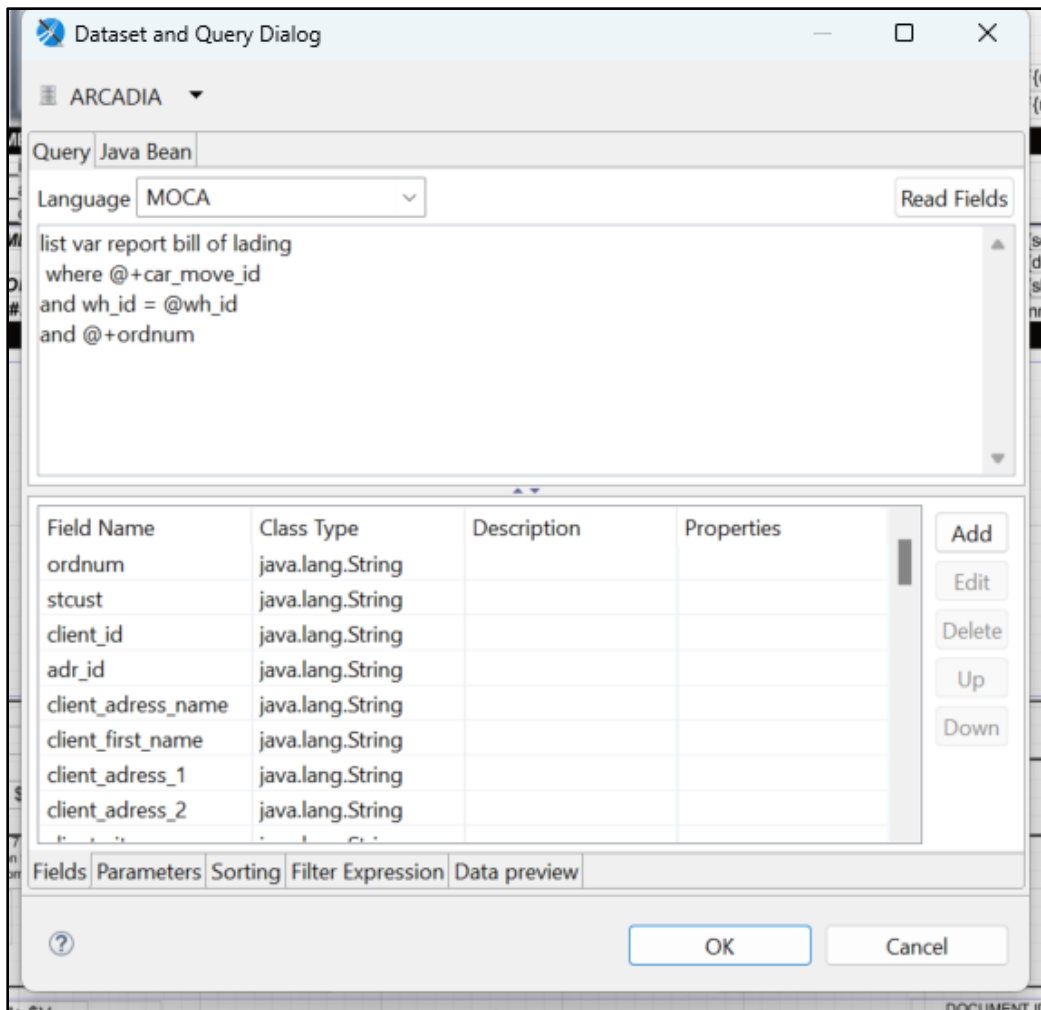 Dataset and Query Dialog
ARCADIA
Query Java Bean
Language MOCA Read Fields
list var report bill of lading
where @+car_move_id
and wh_id = @wh_id
and @+ordnum
Field Name Class Type Description Properties
Add
ordnum java.lang.String
Edit
stcust java.lang.String
client_id java.lang.String
Delete
adr_id java.lang.String
Up
client_adress_name java.lang.String
client_first_name java.lang.String
Down
client_adress_1 java.lang.String
client_adress_2 java.lang.String
Fields Parameters Sorting Filter Expression Data preview
OK Cancel
DOCUMENT